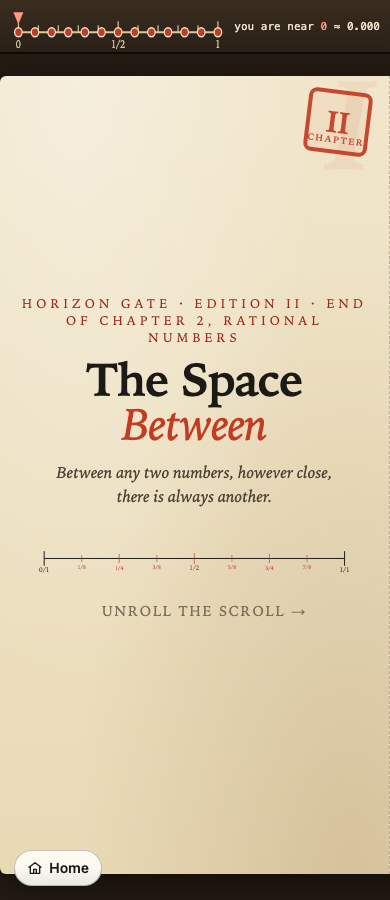 0 1/2 1
you are near 0 ≈ 0.000
II
CHAPTER
HORIZON GATE · EDITION II · END
OF CHAPTER 2, RATIONAL
NUMBERS
The Space
Between
Between any two numbers, however close,
there is always another.
0/1 1/8 1/4 3/8 1/2 5/8 3/4 7/8 1/1
UNROLL THE SCROLL →
Home